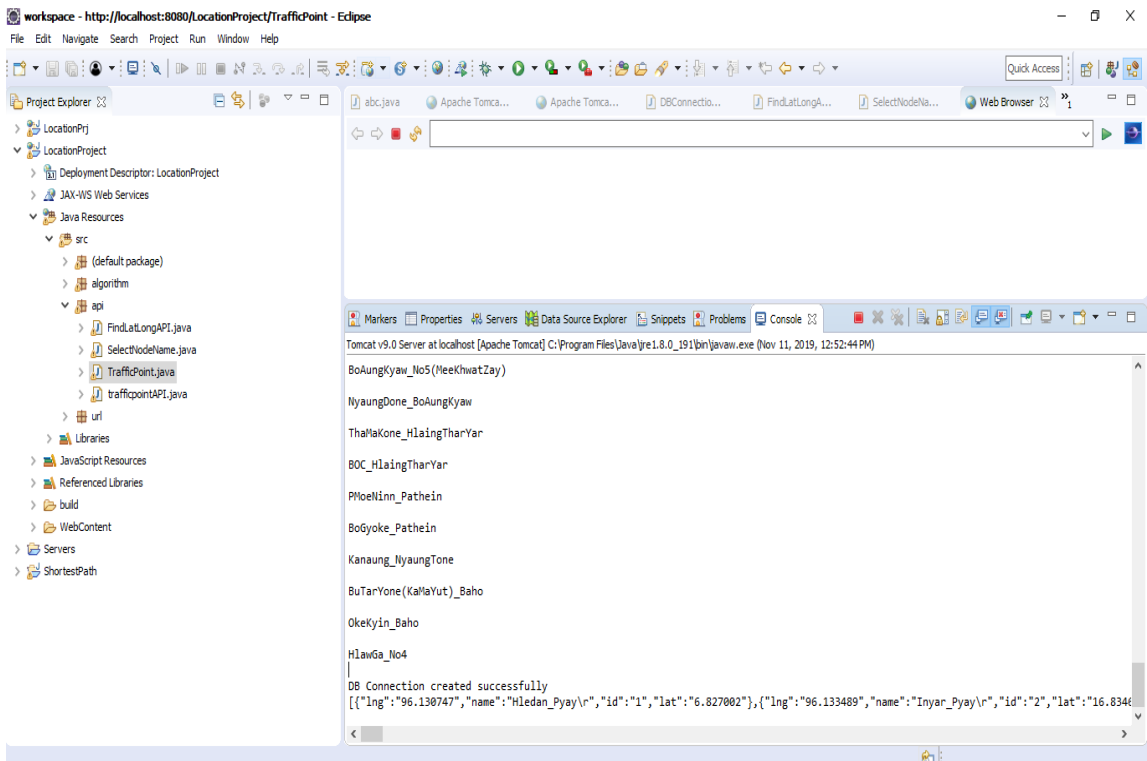 workspace - http://localhost:8080/LocationProject/TrafficPoint - Eclipse
File Edit Navigate Search Project Run Window Help
Quick Access
Project Explorer
abc.java
Apache Tomca...
Apache Tomca...
DBConnectio...
FindLatLongA...
SelectNodeNa...
Web Browser
»1
LocationPrj
LocationProject
Deployment Descriptor: LocationProject
JAX-WS Web Services
Java Resources
src
(default package)
algorithm
api
FindLatLongAPI.java
SelectNodeName.java
TrafficPoint.java
trafficpointAPI.java
url
Libraries
JavaScript Resources
Referenced Libraries
build
WebContent
Servers
ShortestPath
Markers Properties Servers Data Source Explorer Snippets Problems Console
Tomcat v9.0 Server at localhost [Apache Tomcat] C:\Program Files\Java\jre1.8.0_191\bin\javaw.exe (Nov 11, 2019, 12:52:44 PM)
BoAungKyaw_No5(MeeKhwatZay)
NyaungDone_BoAungKyaw
ThaMaKone_HlaingTharYar
BOC_HlaingTharYar
PMoeNinn_Pathein
BoGyoke_Pathein
Kanaung_NyaungTone
BuTarYone(KaMaYut)_Baho
OkeKyin_Baho
HlawGa_No4
DB Connection created successfully
[{"lng":"96.130747","name":"Hledan_Pyay\r","id":"1","lat":"6.827002"},{"lng":"96.133489","name":"Inyar_Pyay\r","id":"2","lat":"16.8346